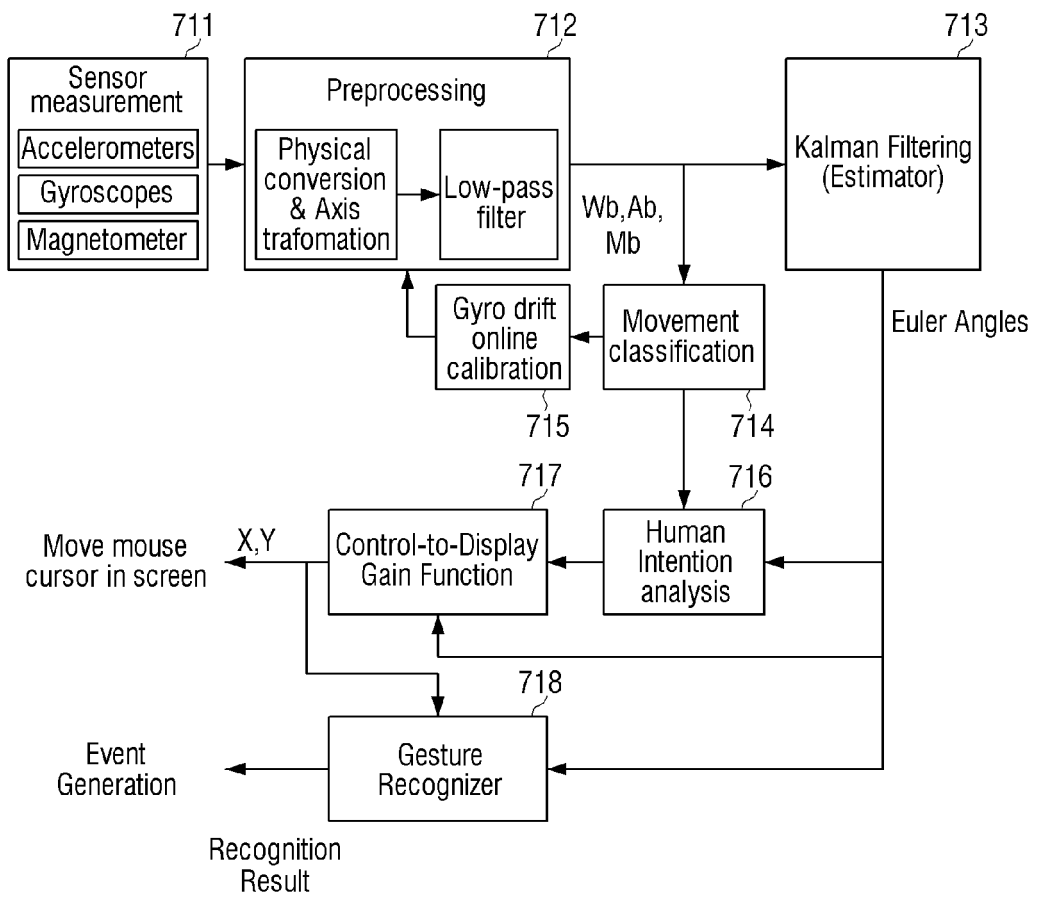 711
712
713
Sensor
measurement
Accelerometers
Gyroscopes
Magnetometer
Preprocessing
Physical
conversion
& Axis
trafomation
Low-pass
filter
Wb,Ab,
Mb
Kalman Filtering
(Estimator)
Gyro drift
online
calibration
715
Movement
classification
714
Euler Angles
717
716
Move mouse
cursor in screen
X,Y
Control-to-Display
Gain Function
Human
Intention
analysis
718
Event
Generation
Gesture
Recognizer
Recognition
Result